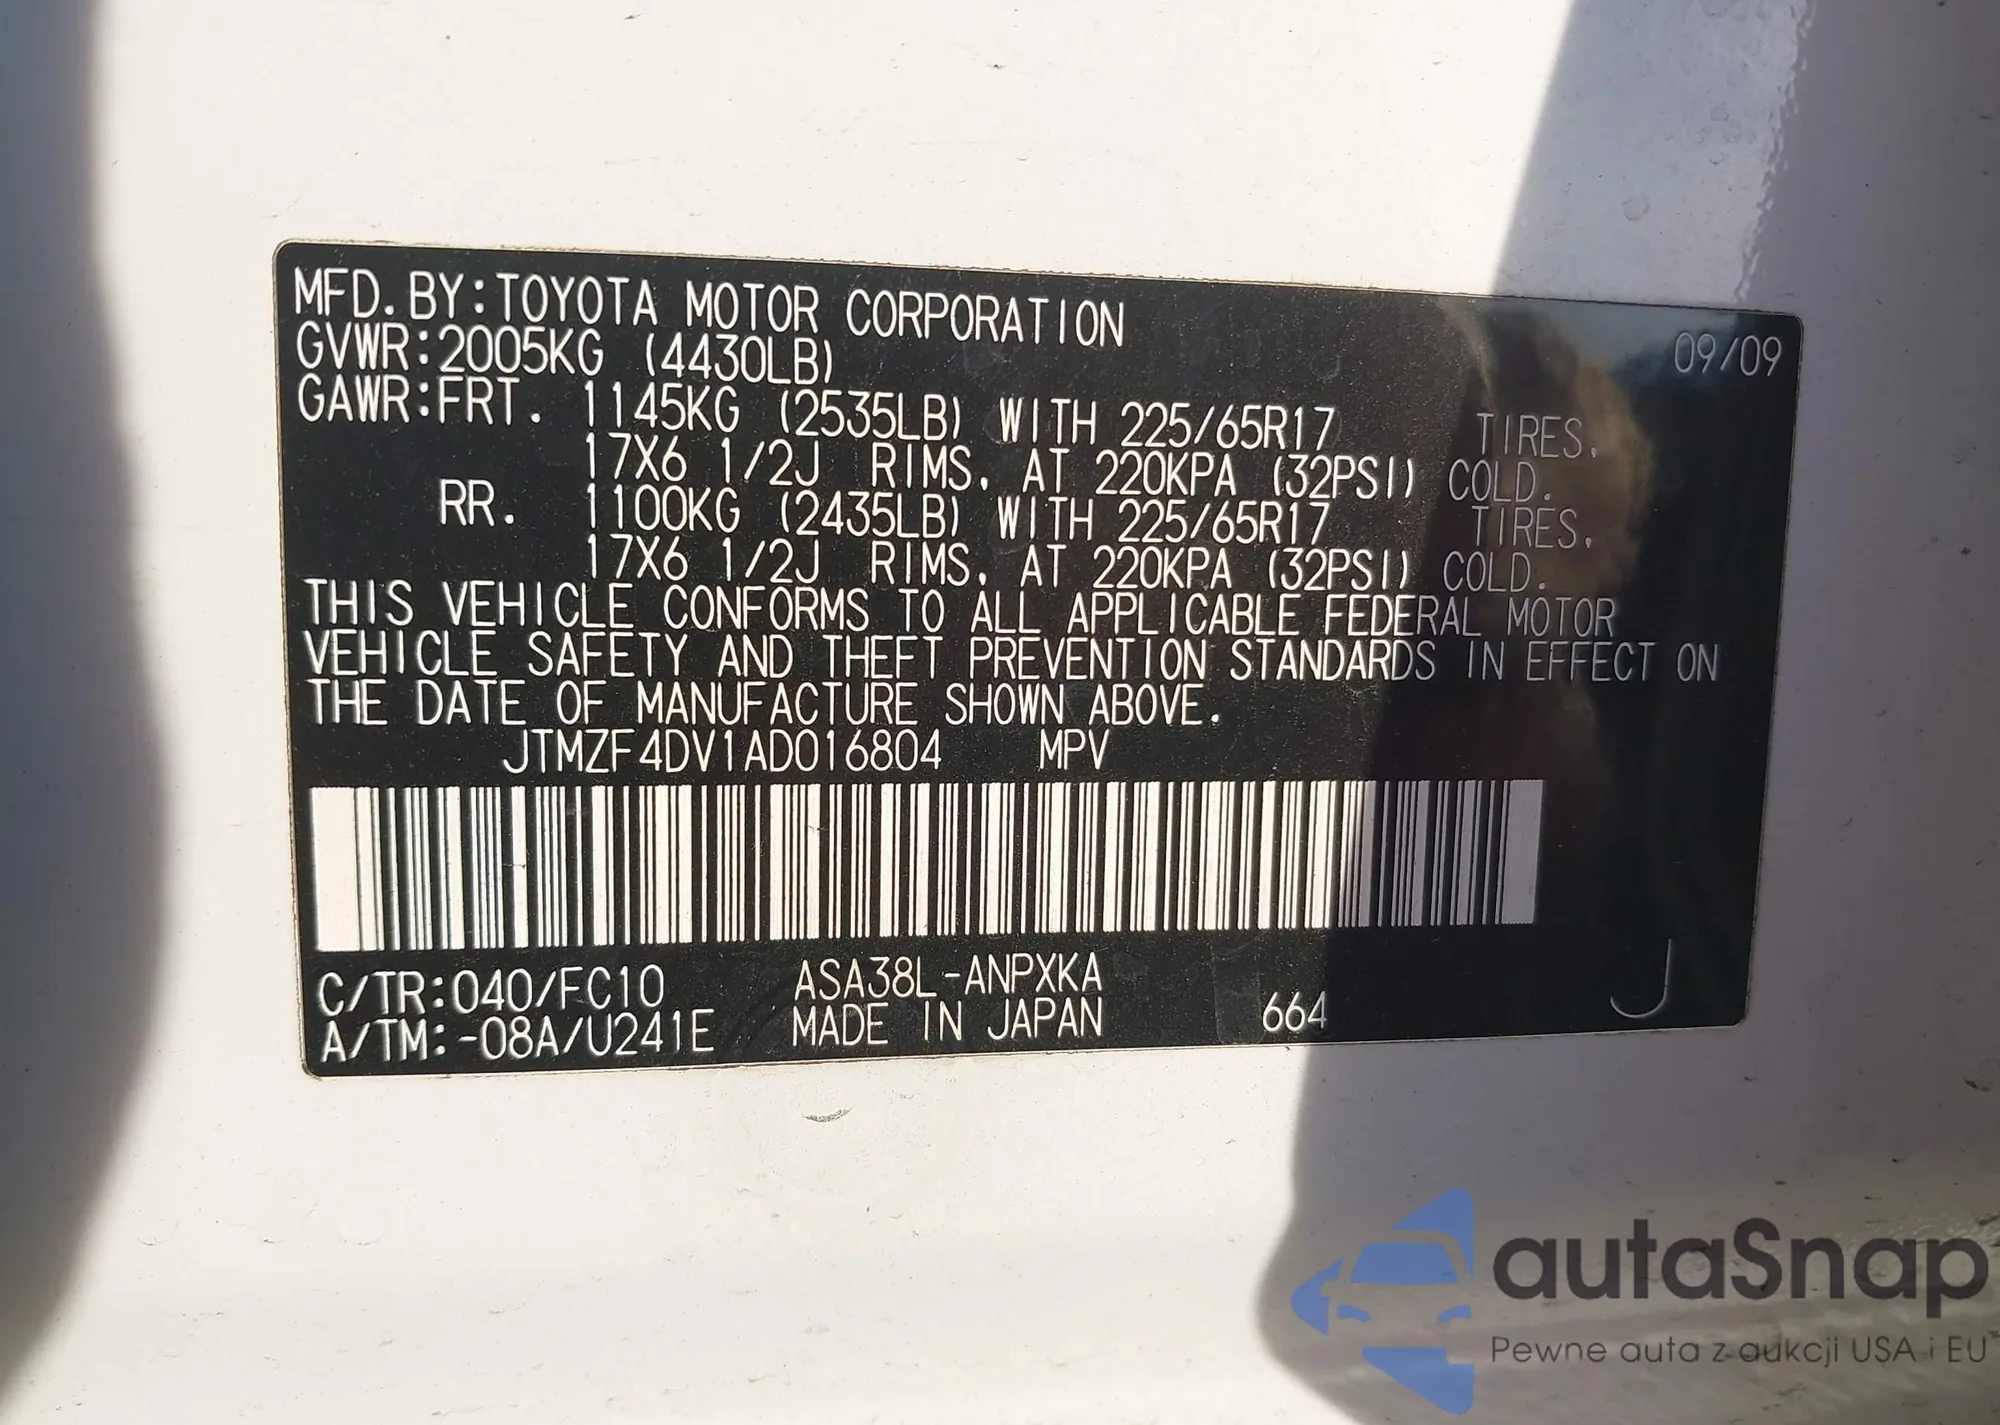 MFD.BY:TOYOTA MOTOR CORPORATION 09/09
GVWR:2005KG (4430LB)
GAWR:FRT. 1145KG (2535LB) WITH 225/65R17 TIRES.
17X6 1/2J RIMS, AT 220KPA (32PSI) COLD.
RR. 1100KG (2435LB) WITH 225/65R17 TIRES,
17X6 1/2J RIMS, AT 220KPA (32PSI) COLD.
THIS VEHICLE CONFORMS TO ALL APPLICABLE FEDERAL MOTOR
VEHICLE SAFETY AND THEFT PREVENTION STANDARDS IN EFFECT ON
THE DATE OF MANUFACTURE SHOWN ABOVE.
JTMZF4DV1AD016804 MPV
C/TR:040/FC10 ASA38L-ANPXKA
A/TM:-08A/U241E MADE IN JAPAN 664 J
autaSnap
Pewne auta z aukcji USA i EU